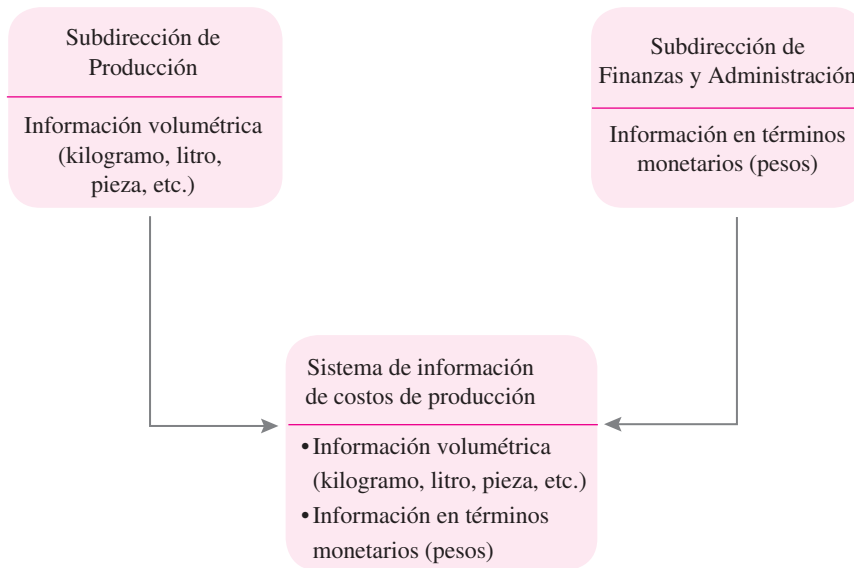 Subdirección de
Producción
Información volumétrica
(kilogramo, litro,
pieza, etc.)
Subdirección de
Finanzas y Administración
Información en términos
monetarios (pesos)
Sistema de información
de costos de producción
• Información volumétrica
(kilogramo, litro, pieza, etc.)
• Información en términos
monetarios (pesos)